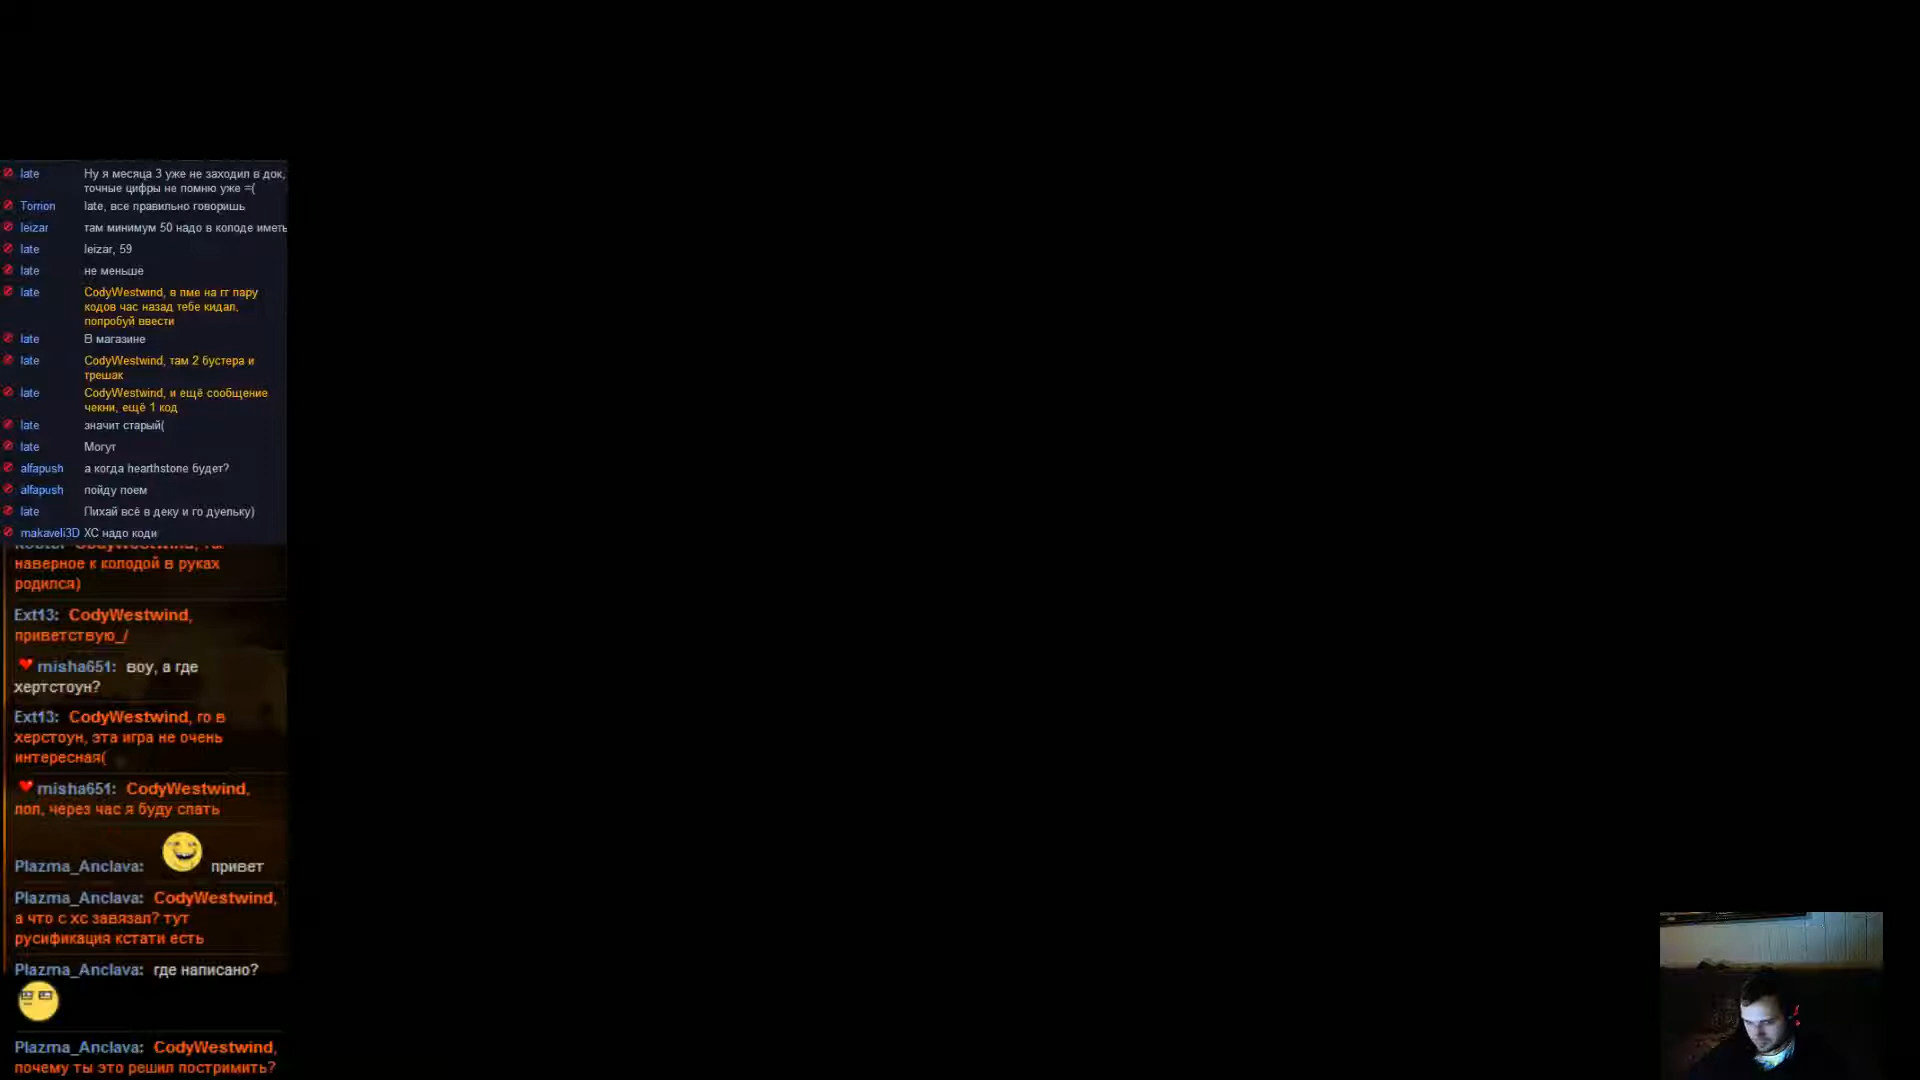 late Ну я месяца 3 уже не заходил в док,
точные цифры не помню уже =(
Torrion late, все правильно говоришь
leizar там минимум 50 надо в колоде иметь
late leizar, 59
late не меньше
late CodyWestwind, в пме на гг пару
кодов час назад тебе кидал,
попробуй ввести
late В магазине
late CodyWestwind, там 2 бустера и
трешак
late CodyWestwind, и ещё сообщение
чекни, ещё 1 код
late значит старый(
late Могут
alfapush а когда hearthstone будет?
alfapush пойду поем
late Пихай всё в деку и го дуельку)
makaveli3D ХС надо коди
CodyWestwind,
наверное к колодой в руках
родился)
Ext13: CodyWestwind,
приветствую_/
misha651: воу, а где
хертстоун?
Ext13: CodyWestwind, го в
херстоун, эта игра не очень
интересная(
misha651: CodyWestwind,
лол, через час я буду спать
Plazma_Anclava: привет
Plazma_Anclava: CodyWestwind,
а что с хс завязал? тут
русификация кстати есть
Plazma_Anclava: где написано?
Plazma_Anclava: CodyWestwind,
почему ты это решил постримить?